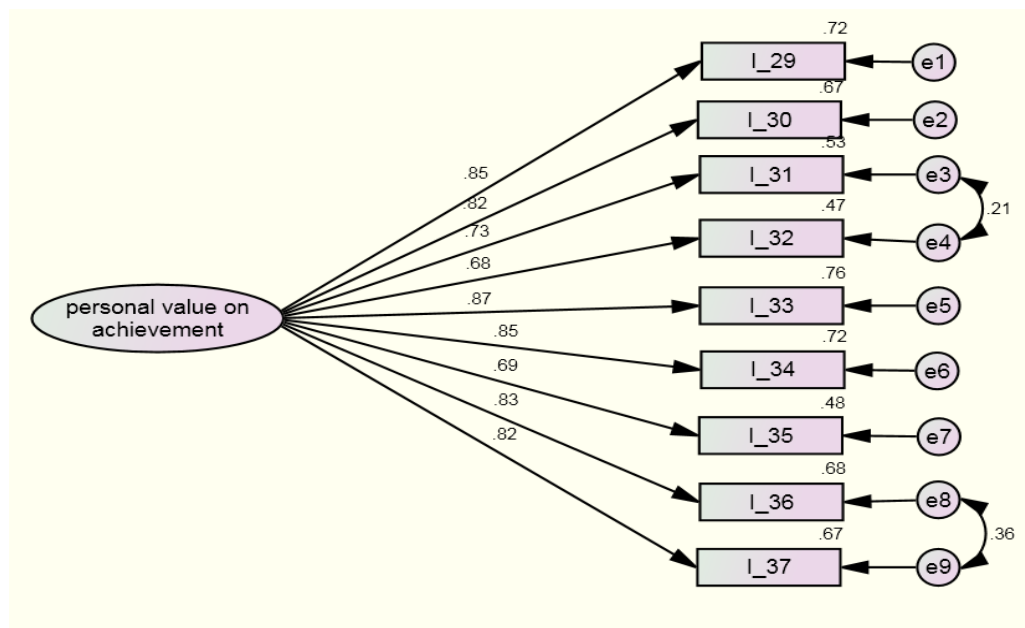 .72
I_29
e1
.67
I_30
e2
.53
I_31
e3
.85
.82
.21
.47
I_32
e4
.73
.68
.76
personal value on
achievement
.87
I_33
e5
.85
.72
I_34
e6
.69
.48
.83
I_35
e7
.82
.68
I_36
e8
.67
.36
I_37
e9